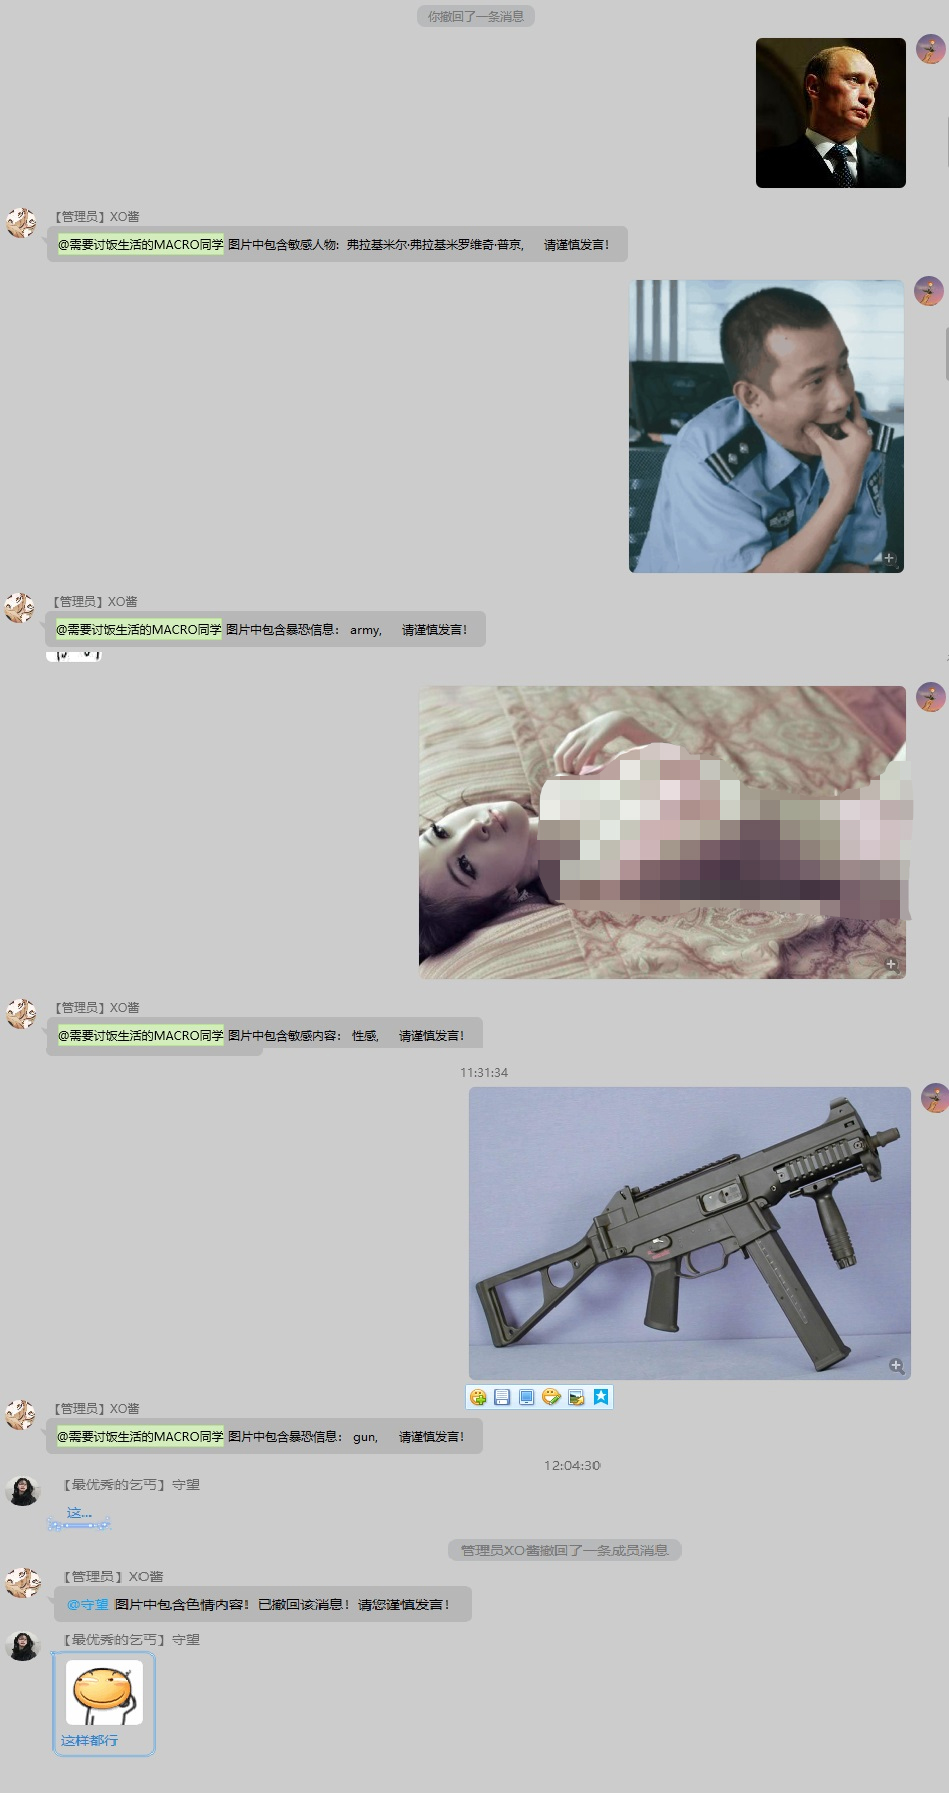 你撤回了一条消息
【管理员】XO酱
@需要讨饭生活的MACRO同学 图片中包含敏感人物: 弗拉基米尔·弗拉基米罗维奇·普京, 请谨慎发言!
【管理员】XO酱
@需要讨饭生活的MACRO同学 图片中包含暴恐信息: army, 请谨慎发言!
【管理员】XO酱
@需要讨饭生活的MACRO同学 图片中包含敏感内容: 性感, 请谨慎发言!
11:31:34
【管理员】XO酱
@需要讨饭生活的MACRO同学 图片中包含暴恐信息: gun, 请谨慎发言!
12:04:30
【最优秀的乞丐】守望
这...
管理员XO酱撤回了一条成员消息
【管理员】XO酱
@守望 图片中包含色情内容! 已撤回该消息! 请您谨慎发言!
【最优秀的乞丐】守望
这样都行